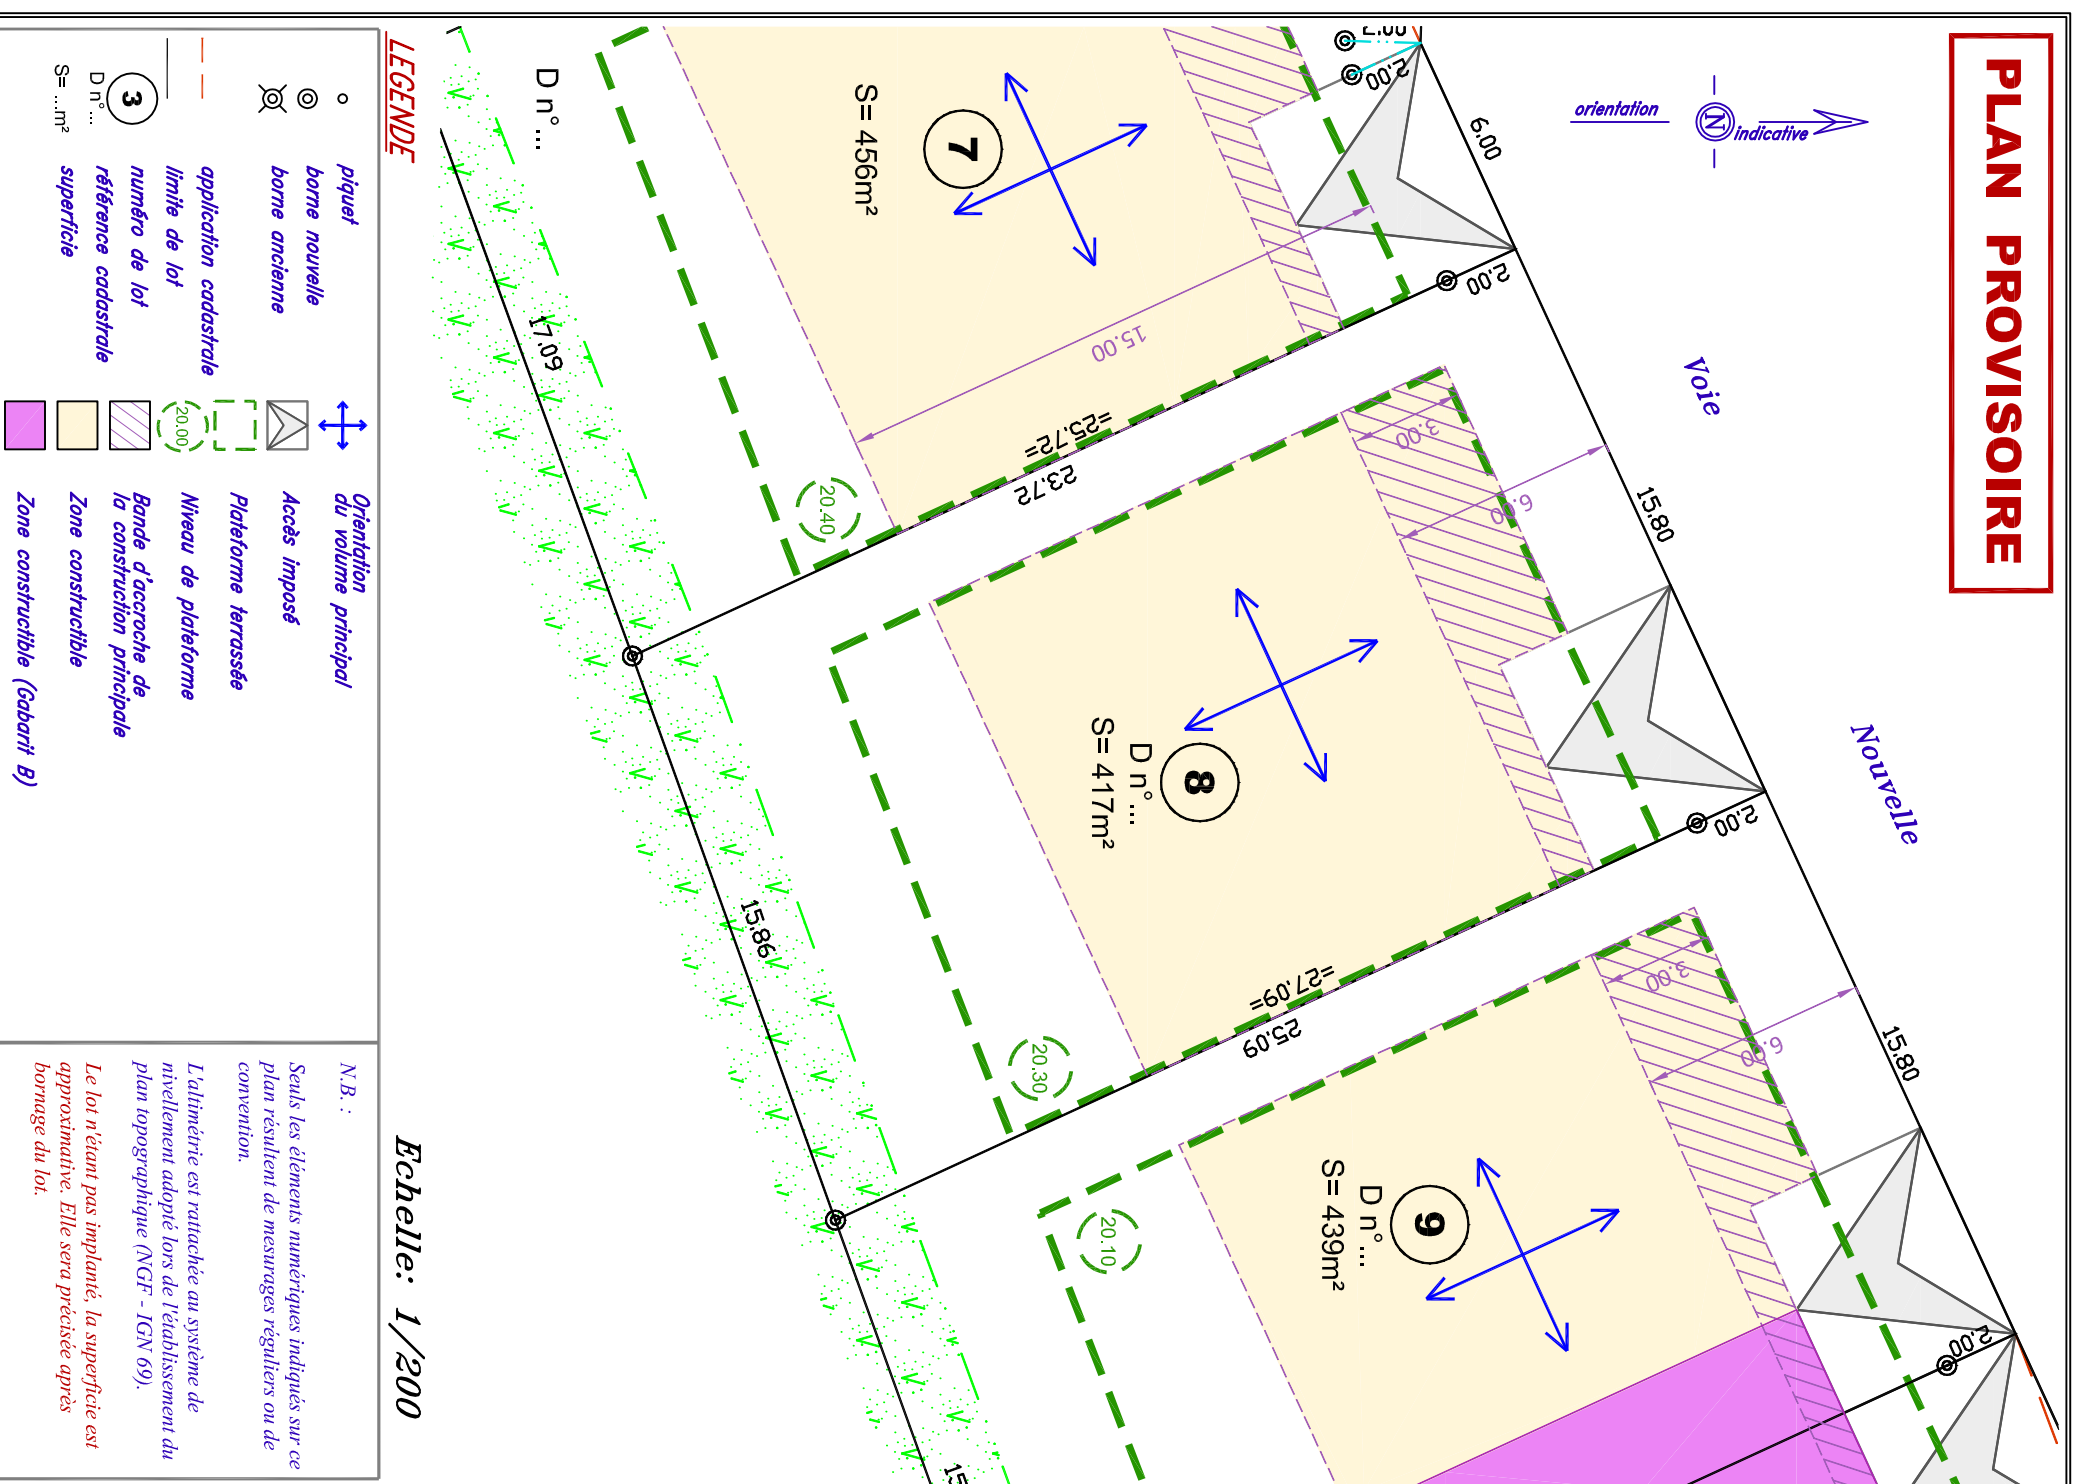 PLAN PROVISOIRE
orientation
N
indicative
Voie
Nouvelle
6.00
2.00
2.00
15.80
2.00
15.80
2.00
7
S= 456m²
D n°...
15.00
=25.72=
23.72
17.09
20.40
3.00
6.00
8
D n°...
S= 417m²
=27.09=
25.09
15.86
20.30
3.00
6.00
9
D n°...
S= 439m²
20.10
LEGENDE
piquet
borne nouvelle
borne ancienne
application cadastrale
limite de lot
3
numéro de lot
D n°...
référence cadastrale
S= ...m²
superficie
Orientation
du volume principal
Accès imposé
Plateforme terrassée
20.00
Niveau de plateforme
Bande d'accroche de
la construction principale
Zone constructible
Zone constructible (Gabarit B)
Echelle: 1/200
N.B. :
Seuls les éléments numériques indiqués sur ce
plan résultent de mesurages réguliers ou de
convention.
L'altimétrie est rattachée au système de
nivellement adopté lors de l'établissement du
plan topographique (NGF - IGN 69).
Le lot n'étant pas implanté, la superficie est
approximative. Elle sera précisée après
bornage du lot.